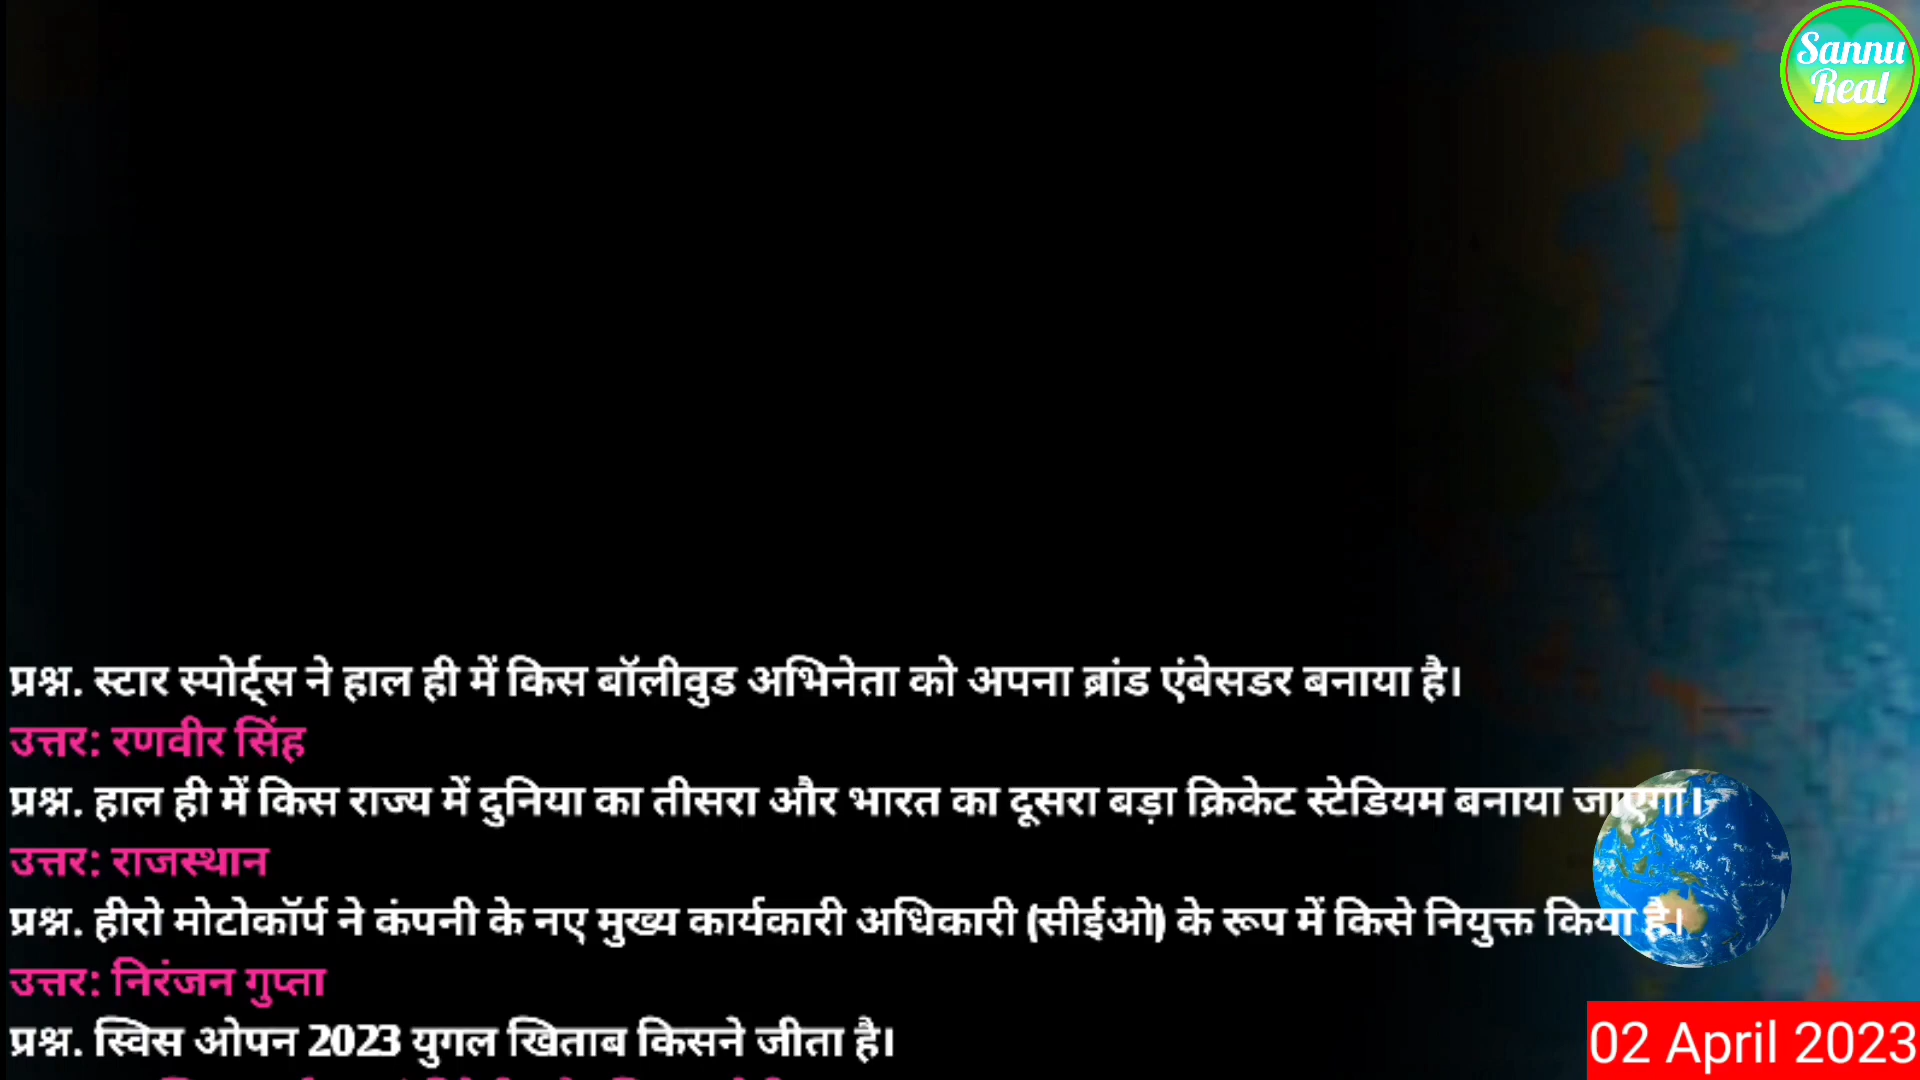 Sannu
Real
प्रश्न. स्टार स्पोर्ट्स ने हाल ही में किस बॉलीवुड अभिनेता को अपना ब्रांड एंबेसडर बनाया है।
उत्तर: रणवीर सिंह
प्रश्न. हाल ही में किस राज्य में दुनिया का तीसरा और भारत का दूसरा बड़ा क्रिकेट स्टेडियम बनाया जाएगा।
उत्तर: राजस्थान
प्रश्न. हीरो मोटोकॉर्प ने कंपनी के नए मुख्य कार्यकारी अधिकारी (सीईओ) के रूप में किसे नियुक्त किया है।
उत्तर: निरंजन गुप्ता
प्रश्न. स्विस ओपन 2023 युगल खिताब किसने जीता है।
02 April 2023